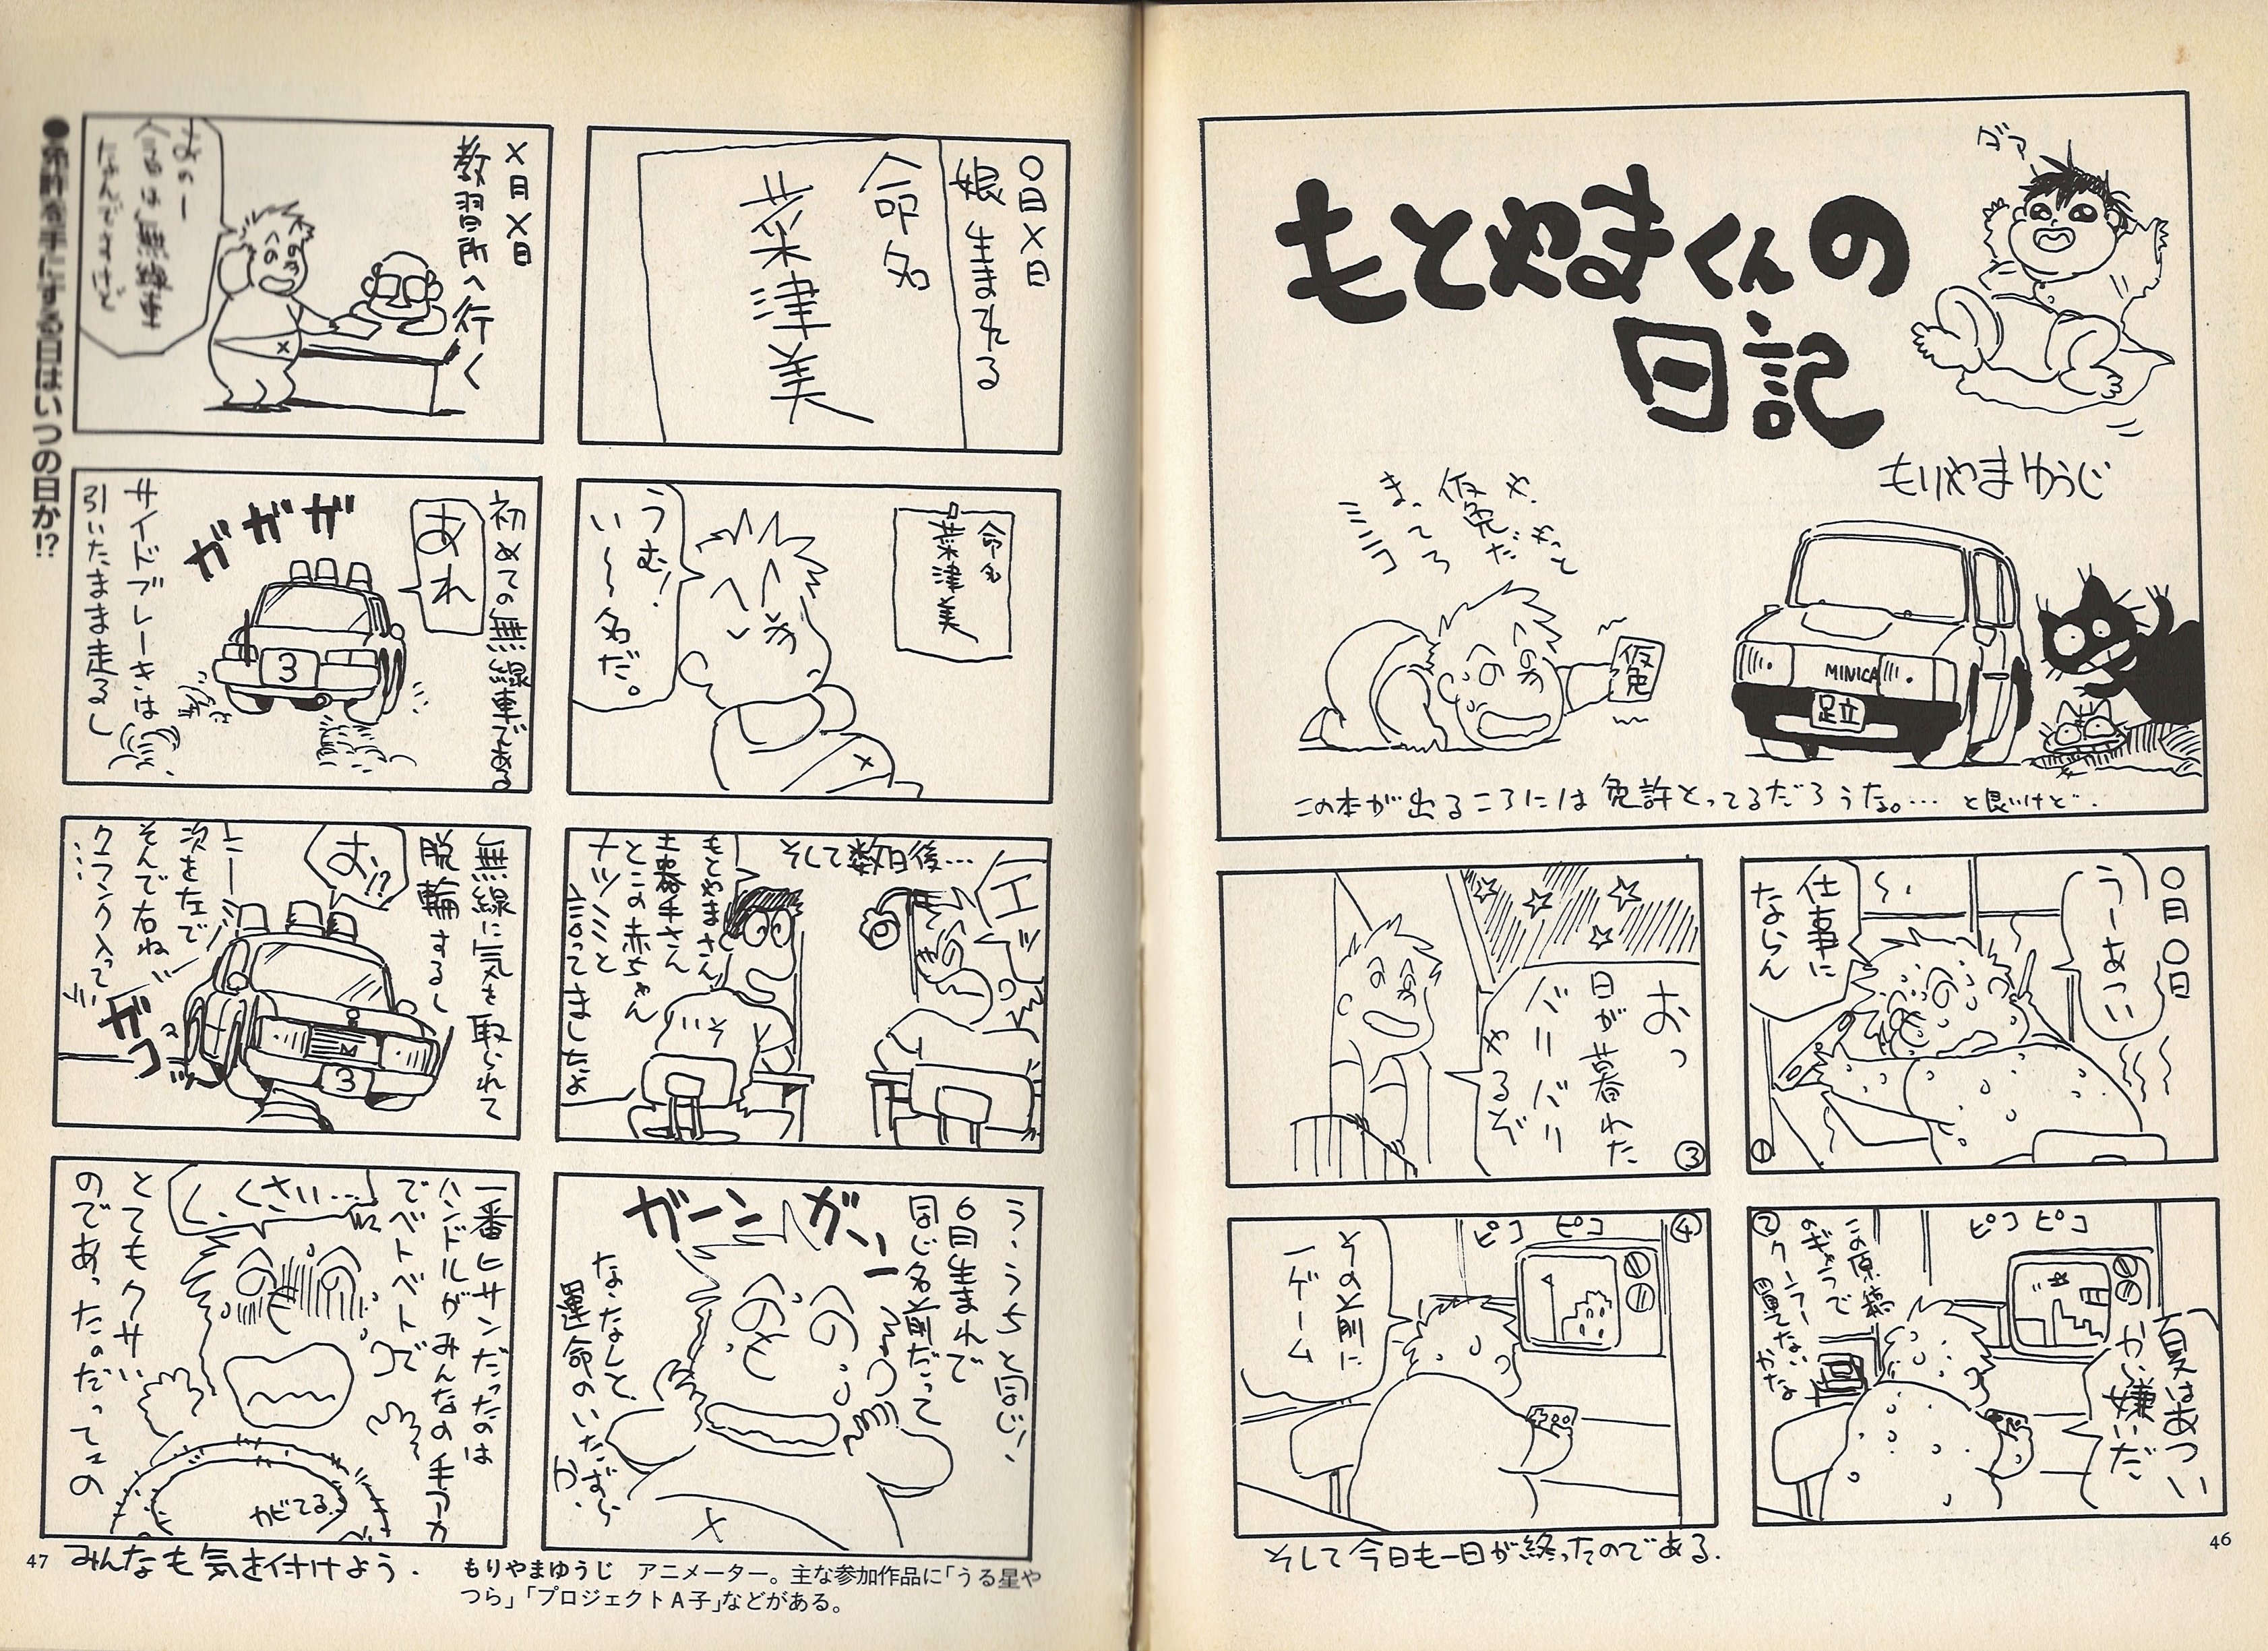 もとやまくんの
日記
ゴァ
もりやまゆうじ
や、やっと
仮免だ
ま、てろ
ミニコ
仮免
MINICA
足立
この本が出るころには免許とってるだろうな。… と良いけど…
〇月〇日
うーあつい
仕事に
ならん
①
②
ピコ ピコ
夏はあつい
から嫌いだ
この原稿
のギャラで
クーラー
買えないかな
③
おっ
日が暮れた
バリバリ
やるぞ
④
ピコ ピコ
その前に
一ゲーム
そして今日も一日が終ったのである.
46
〇月×日
娘生まれる
命名
菜津美
命名
菜津美
うむ!
い〜名だ。
そして数日後…
もとやまさん
土器手さん
とこの赤ちゃん
ナツミと
言ってましたよ
エッ
う、うちと同じ!
6日生まれで
同じ名前だって
ガーン ガーン
な、なんと、
運命のいたずら
か、
×月×日
教習所へ行く
あのー
今日は、無線車
なんですけど
初めての無線車である
あれ
ガガガ
3
サイドブレーキは
引いたまま走るし
無線に気を取られて
脱輪するし
お!?
次を左で
そんで右ね
クランク入って
……
ガコッ
3
一番ヒサンだったのは
ハンドルがみんなの手アカ
でベトベトで
く、くさい…
とてもクサい
のであったのだってェの
カビてる
みんなも気を付けよう.
●免許を手にする日はいつの日か!?
もりやまゆうじ　アニメーター。主な参加作品に「うる星や
つら」「プロジェクトA子」などがある。
47